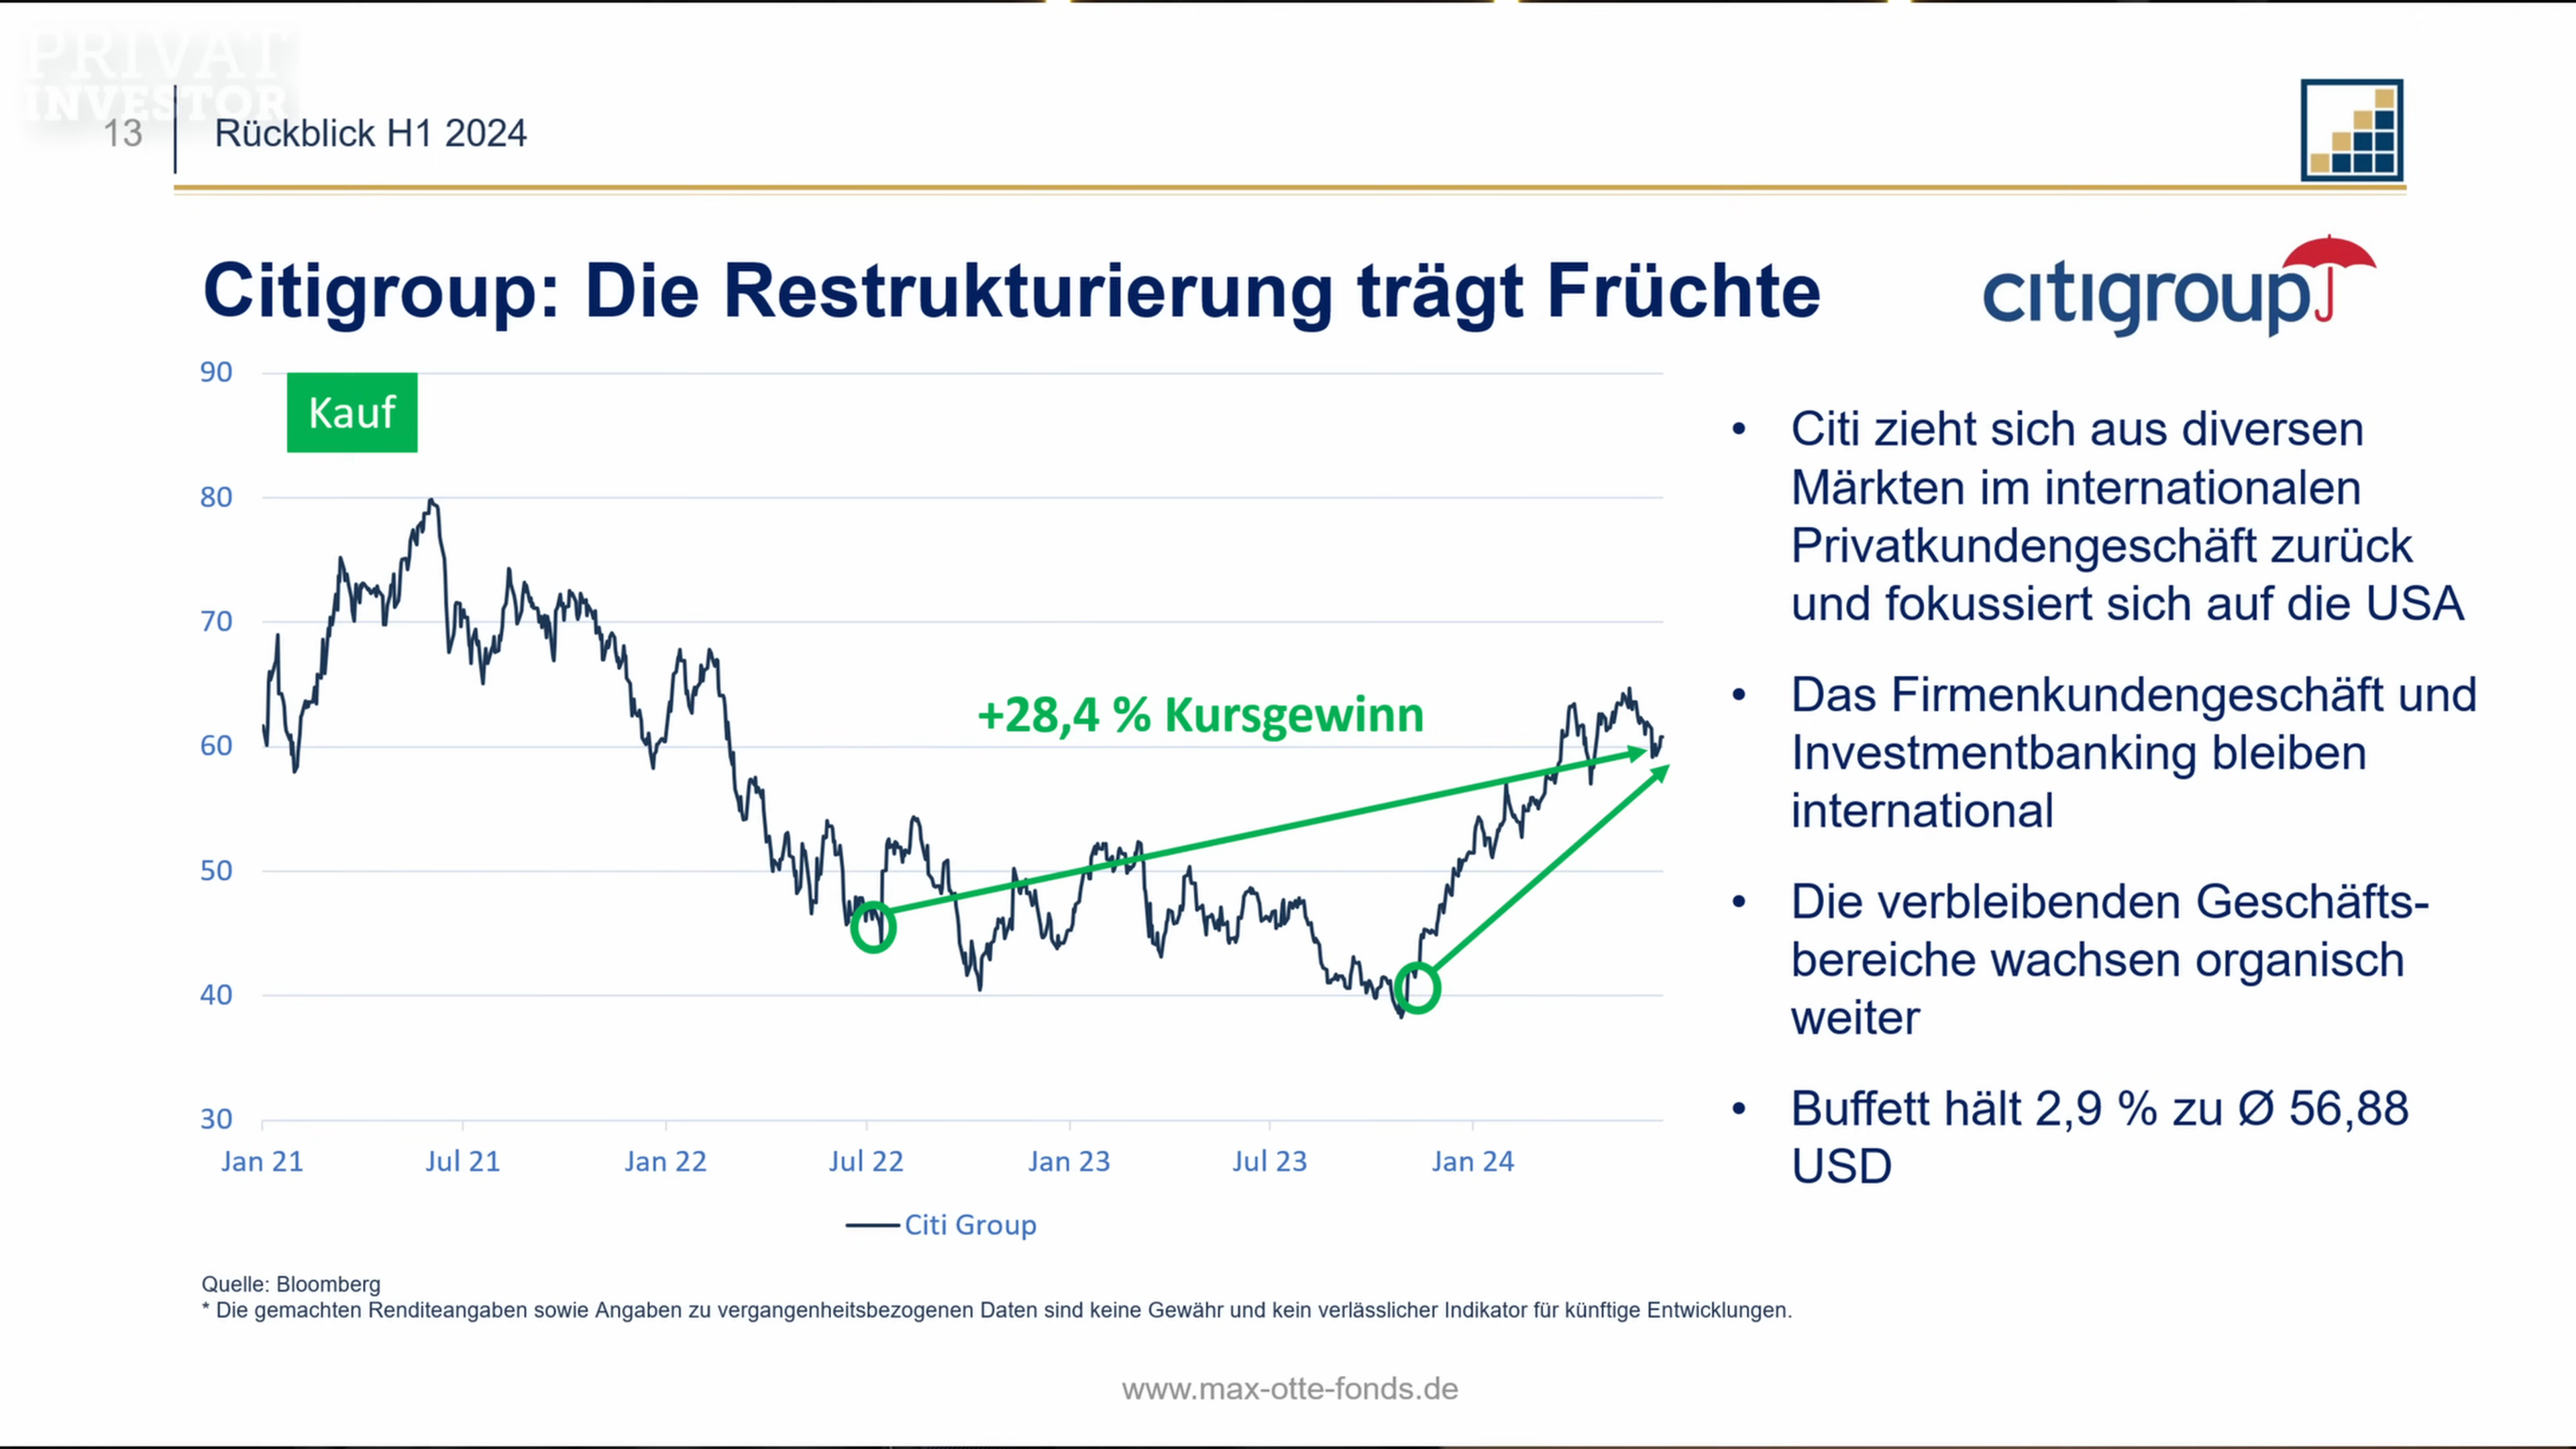 PRIVAT
INVESTOR
13
Rückblick H1 2024
Citigroup: Die Restrukturierung trägt Früchte
citigroup
90
80
70
60
50
40
30
Kauf
+28,4 % Kursgewinn
Jan 21
Jul 21
Jan 22
Jul 22
Jan 23
Jul 23
Jan 24
Citi Group
• Citi zieht sich aus diversen
Märkten im internationalen
Privatkundengeschäft zurück
und fokussiert sich auf die USA
• Das Firmenkundengeschäft und
Investmentbanking bleiben
international
• Die verbleibenden Geschäfts-
bereiche wachsen organisch
weiter
• Buffett hält 2,9 % zu Ø 56,88
USD
Quelle: Bloomberg
* Die gemachten Renditeangaben sowie Angaben zu vergangenheitsbezogenen Daten sind keine Gewähr und kein verlässlicher Indikator für künftige Entwicklungen.
www.max-otte-fonds.de